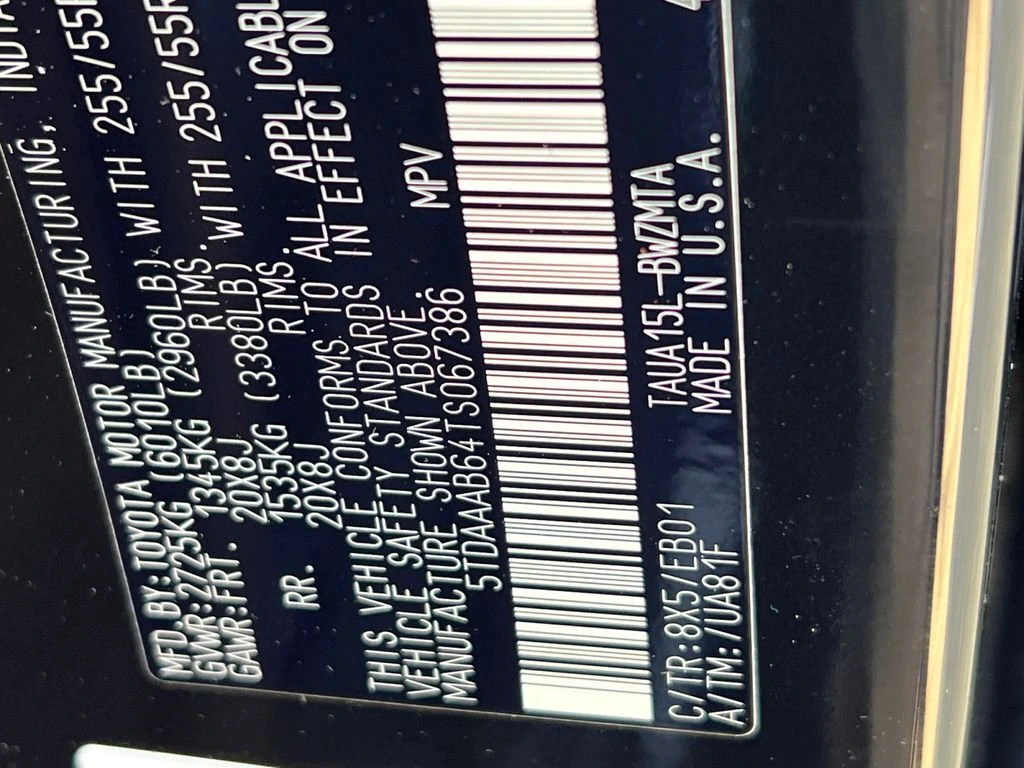 MFD BY:TOYOTA MOTOR MANUFACTURING, INDIA
GVWR:2725KG (6010LB)
GAWR:FRT. 1345KG (2960LB) WITH 255/55R
20X8J RIMS.
RR. 1535KG (3380LB) WITH 255/55R
20X8J RIMS
THIS VEHICLE CONFORMS TO ALL APPLICABL
VEHICLE SAFETY STANDARDS IN EFFECT ON
MANUFACTURE SHOWN ABOVE.
5TDAAAB64TS067386 MPV
C/TR:8X5/EB01 TAUA15L-BWZMTA
A/TM:/UA81F MADE IN U.S.A.